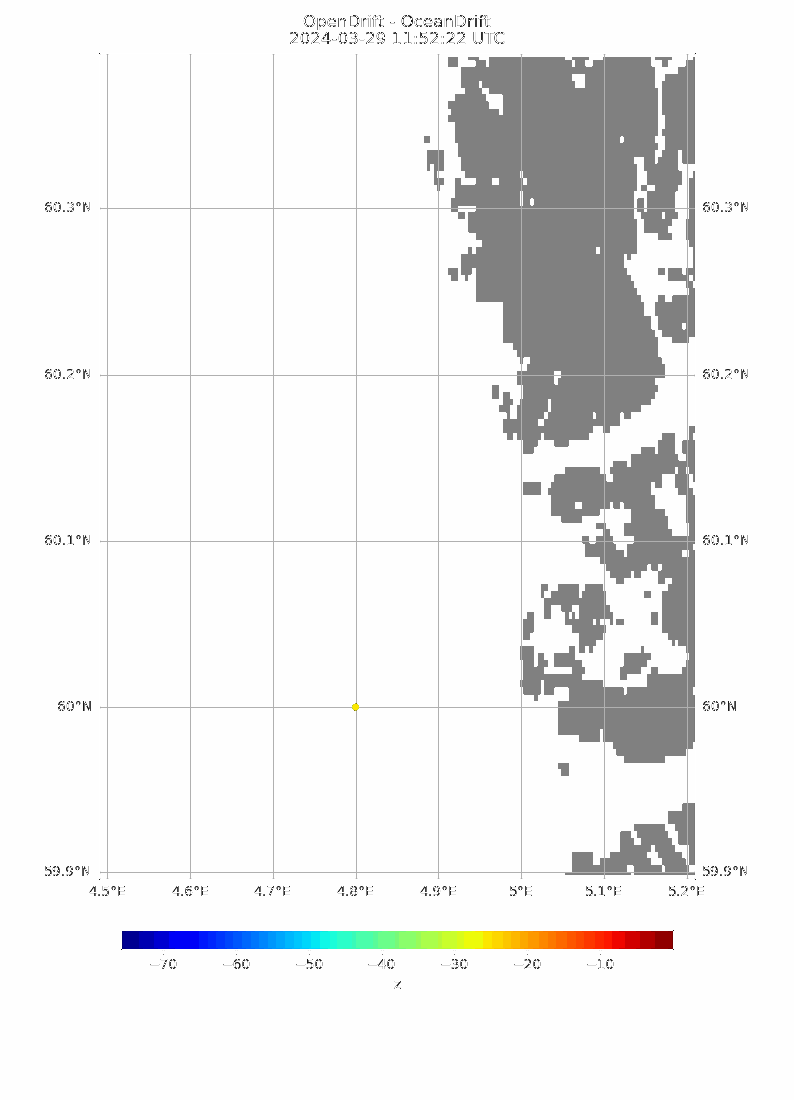 OpenDrift - OceanDrift
2024-03-29 11:52:22 UTC
60.3°N 60.3°N
60.2°N 60.2°N
60.1°N 60.1°N
60°N 60°N
59.9°N 59.9°N
4.5°E 4.6°E 4.7°E 4.8°E 4.9°E 5°E 5.1°E 5.2°E
−70 −60 −50 −40 −30 −20 −10
z